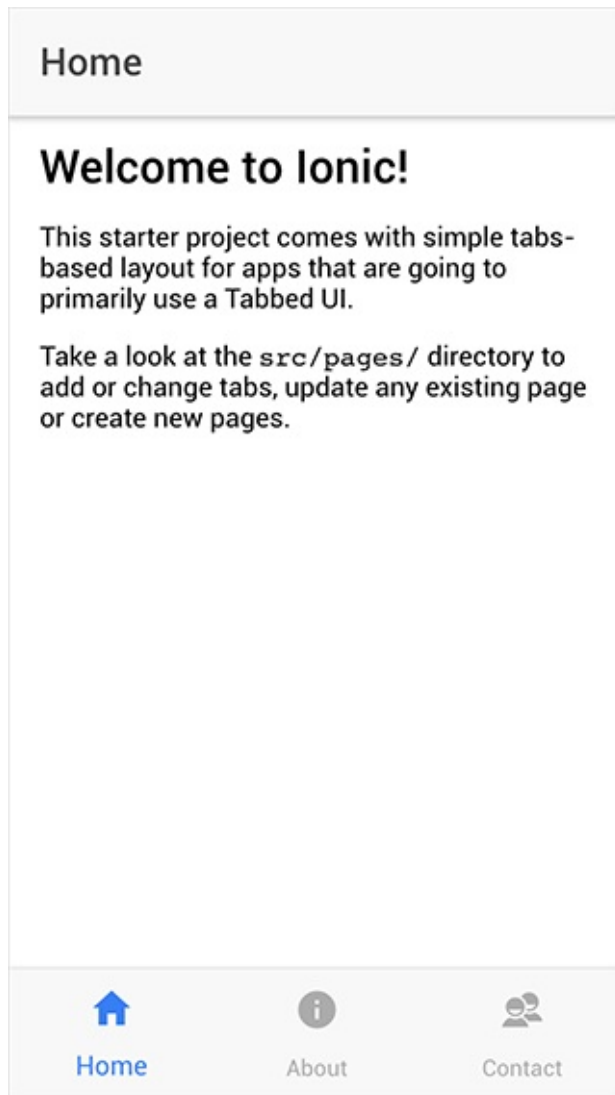 Home
Welcome to Ionic!
This starter project comes with simple tabs-
based layout for apps that are going to
primarily use a Tabbed UI.
Take a look at the src/pages/ directory to
add or change tabs, update any existing page
or create new pages.
Home About Contact